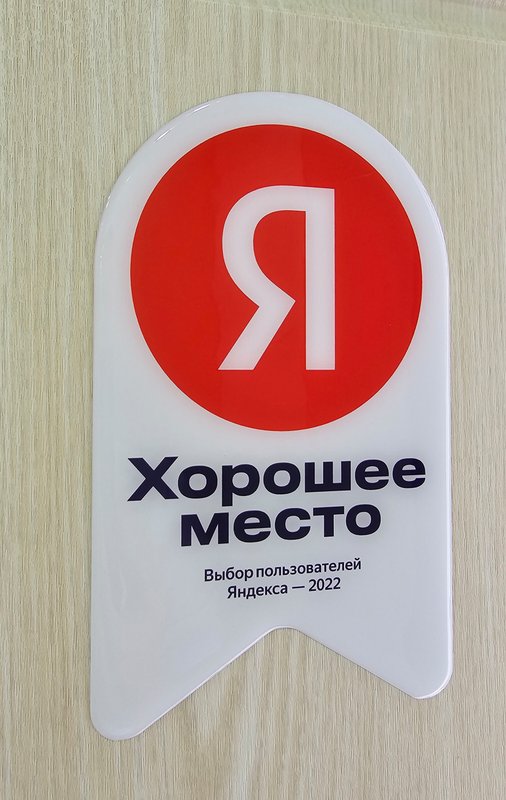 Я
Хорошее
место
Выбор пользователей
Яндекса — 2022